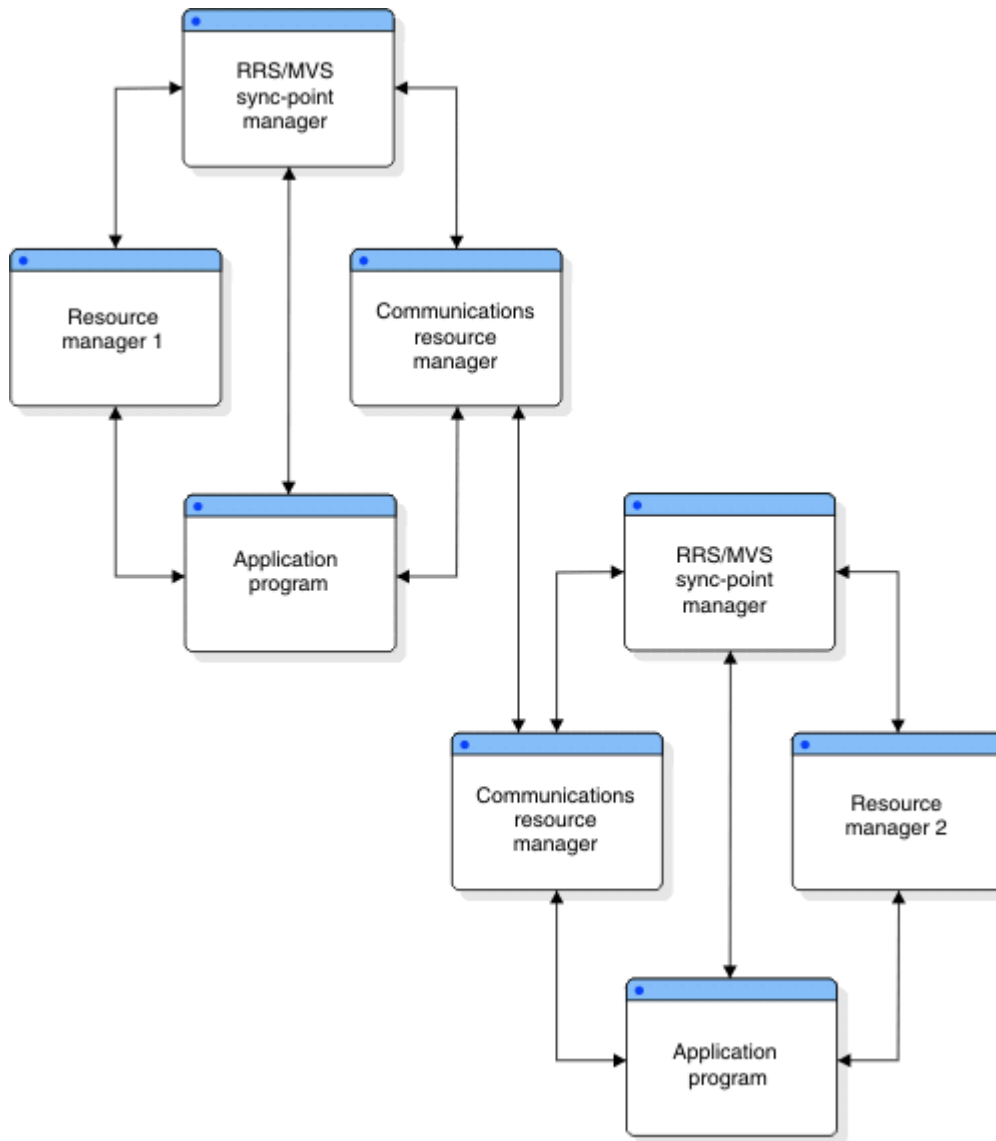 RRS/MVS
sync-point
manager
Resource
manager 1
Communications
resource
manager
Application
program
RRS/MVS
sync-point
manager
Communications
resource
manager
Resource
manager 2
Application
program